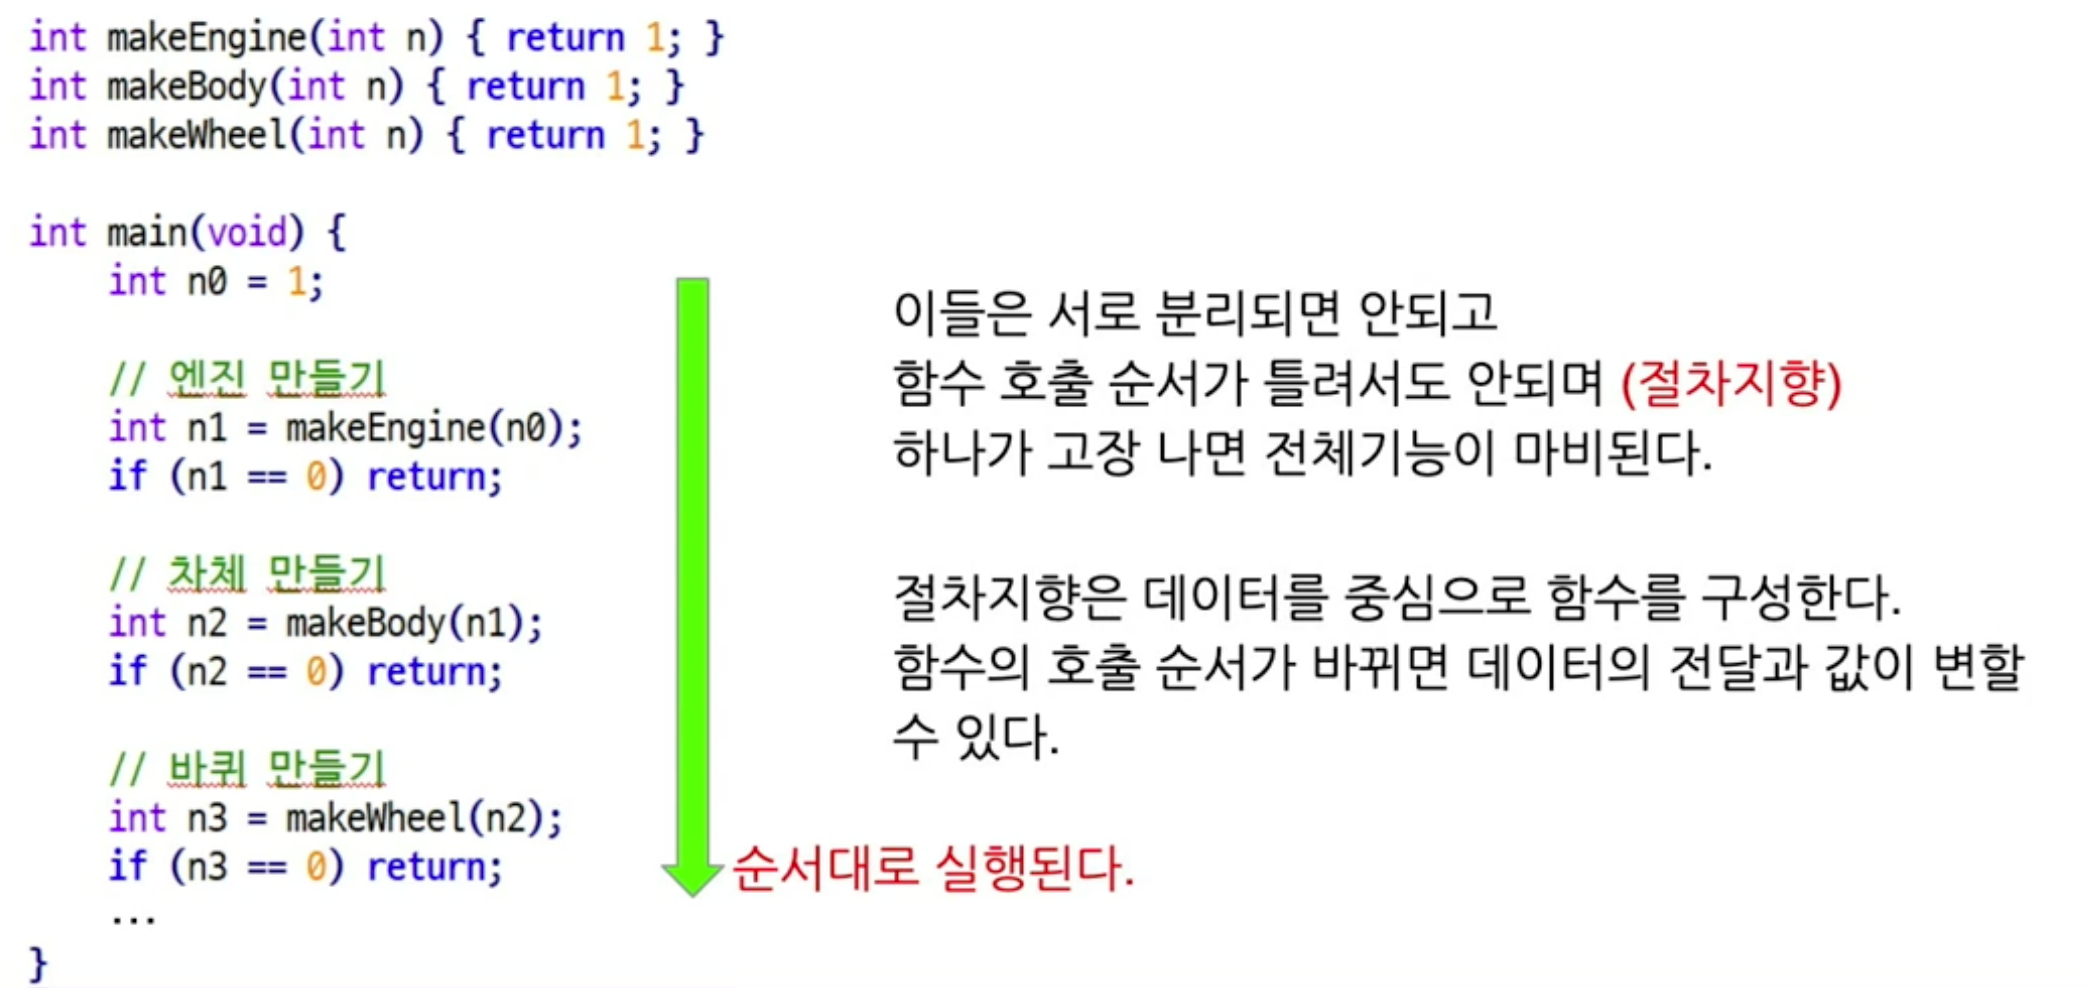 int makeEngine(int n) { return 1; }
int makeBody(int n) { return 1; }
int makeWheel(int n) { return 1; }
int main(void) {
int n0 = 1;
// 엔진 만들기
int n1 = makeEngine(n0);
if (n1 == 0) return;
// 차체 만들기
int n2 = makeBody(n1);
if (n2 == 0) return;
// 바퀴 만들기
int n3 = makeWheel(n2);
if (n3 == 0) return;
...
}
순서대로 실행된다.
이들은 서로 분리되면 안되고
함수 호출 순서가 틀려서도 안되며 (절차지향)
하나가 고장 나면 전체기능이 마비된다.
절차지향은 데이터를 중심으로 함수를 구성한다.
함수의 호출 순서가 바뀌면 데이터의 전달과 값이 변할
수 있다.